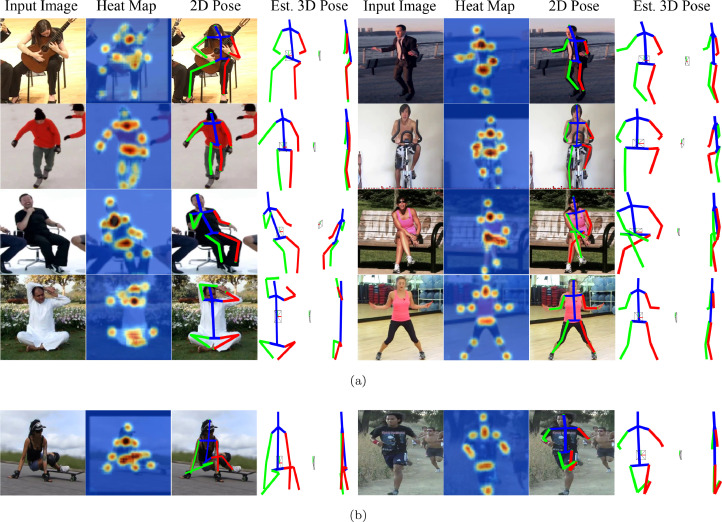 Input Image Heat Map 2D Pose Est. 3D Pose Input Image Heat Map 2D Pose Est. 3D Pose
(a)
(b)